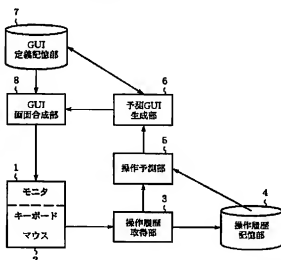 7
GUI
定義記憶部
8
GUI
画面合成部
6
予測GUI
生成部
5
操作予測部
1
モニタ
キーボード
マウス
2
3
操作履歴
取得部
4
操作履歴
記憶部